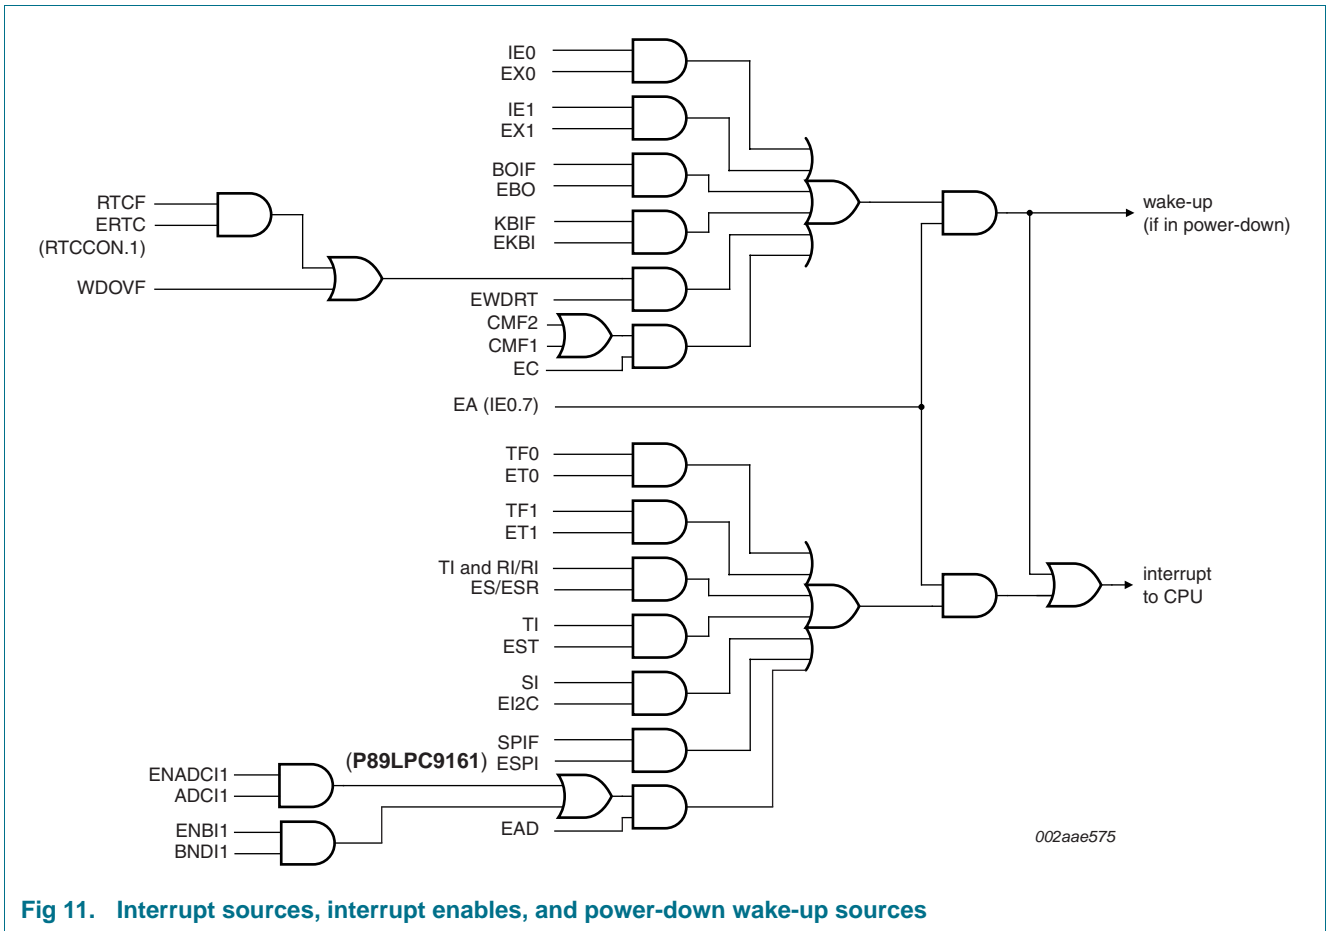 IE0
EX0
IE1
EX1
BOIF
EBO
RTCF
ERTC
(RTCCON.1)
WDOVF
KBIF
EKBI
EWDRT
CMF2
CMF1
EC
wake-up
(if in power-down)
EA (IE0.7)
TF0
ET0
TF1
ET1
TI and RI/RI
ES/ESR
TI
EST
interrupt
to CPU
SI
EI2C
SPIF
(P89LPC9161) ESPI
ENADCI1
ADCI1
ENBI1
BNDI1
EAD
002aae575
Fig 11. Interrupt sources, interrupt enables, and power-down wake-up sources